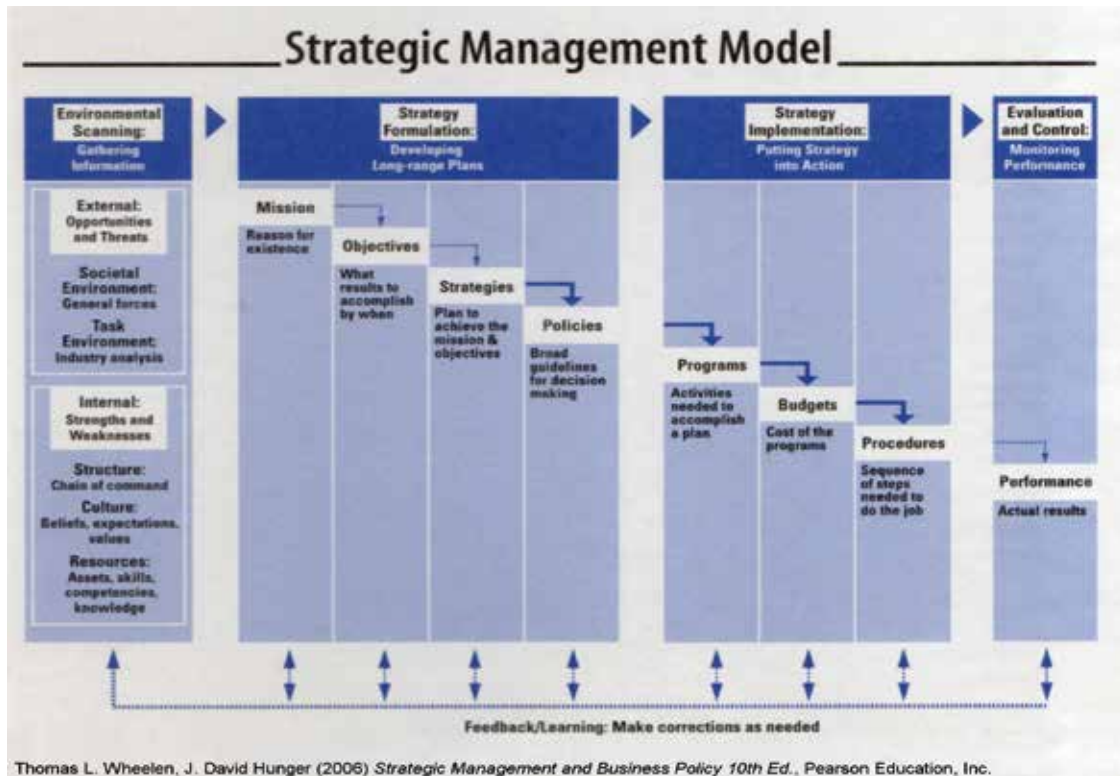 Strategic Management Model
Environmental
Scanning:
Gathering
Information
Strategy
Formulation:
Developing
Long-range Plans
Strategy
Implementation:
Putting Strategy
into Action
Evaluation
and Control:
Monitoring
Performance
External:
Opportunities
and Threats
Societal
Environment:
General forces
Task
Environment:
Industry analysis
Internal:
Strengths and
Weaknesses
Structure:
Chain of command
Culture:
Beliefs, expectations,
values
Resources:
Assets, skills,
competencies,
knowledge
Mission
Reason for
existence
Objectives
What
results to
accomplish
by when
Strategies
Plan to
achieve the
mission &
objectives
Policies
Broad
guidelines
for decision
making
Programs
Activities
needed to
accomplish
a plan
Budgets
Cost of the
programs
Procedures
Sequence
of steps
needed to
do the job
Performance
Actual results
Feedback/Learning: Make corrections as needed
Thomas L. Wheelen, J. David Hunger (2006) Strategic Management and Business Policy 10th Ed., Pearson Education, Inc.